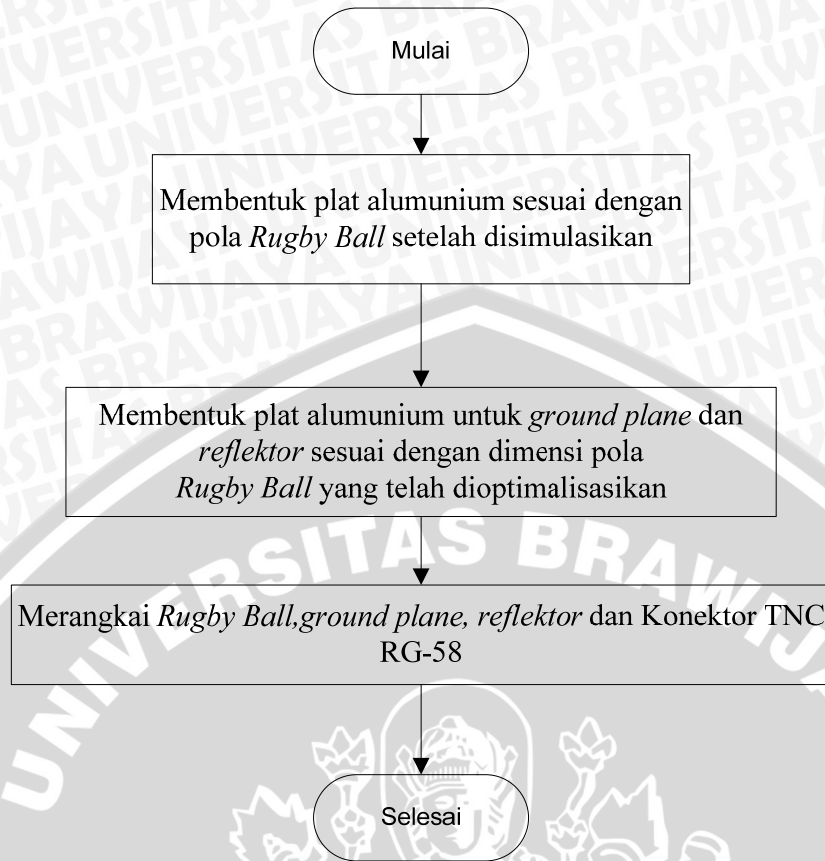 Mulai
Membentuk plat alumunium sesuai dengan
pola Rugby Ball setelah disimulasikan
Membentuk plat alumunium untuk ground plane dan
reflektor sesuai dengan dimensi pola
Rugby Ball yang telah dioptimalisasikan
UNIVERSITAS BRAWIJA
Merangkai Rugby Ball,ground plane, reflektor dan Konektor TNC
RG-58
Selesai